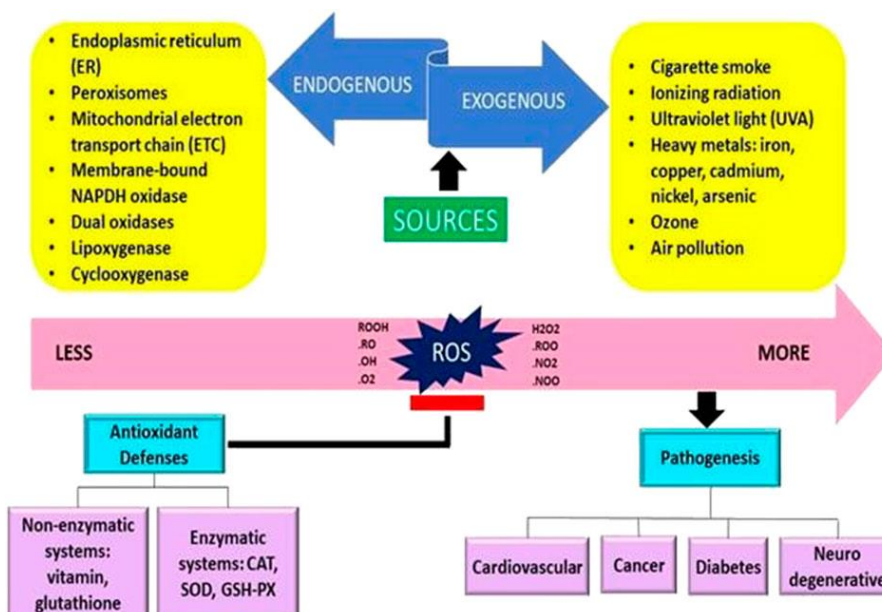 • Endoplasmic reticulum
(ER)
• Peroxisomes
• Mitochondrial electron
transport chain (ETC)
• Membrane-bound
NAPDH oxidase
• Dual oxidases
• Lipoxygenase
• Cyclooxygenase
ENDOGENOUS
EXOGENOUS
SOURCES
• Cigarette smoke
• Ionizing radiation
• Ultraviolet light (UVA)
• Heavy metals: iron,
copper, cadmium,
nickel, arsenic
• Ozone
• Air pollution
LESS
ROOH
.RO
.OH
.O2
ROS
H2O2
.ROO
.NO2
.NOO
MORE
Antioxidant
Defenses
Non-enzymatic
systems:
vitamin,
glutathione
Enzymatic
systems: CAT,
SOD, GSH-PX
Pathogenesis
Cardiovascular
Cancer
Diabetes
Neuro
degenerative